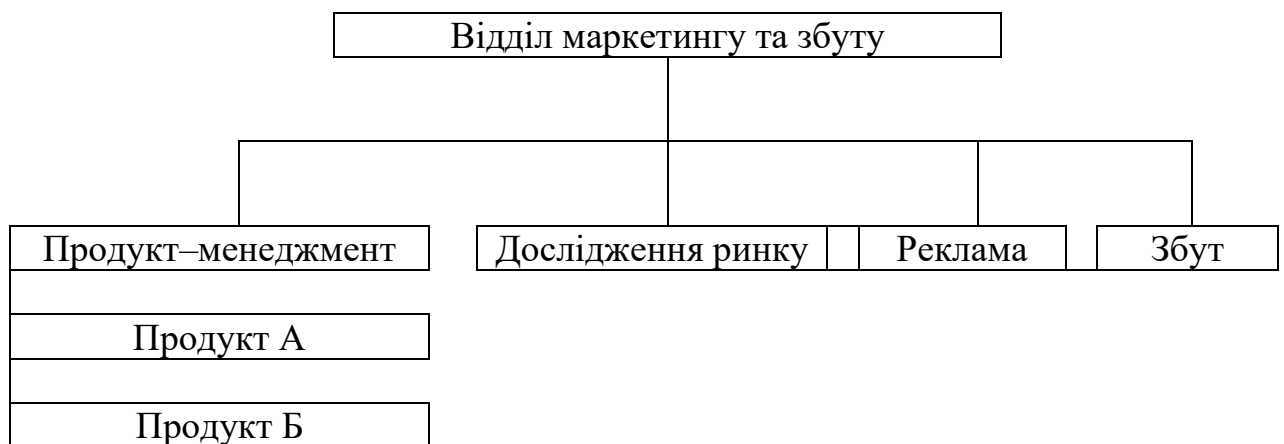 Відділ маркетингу та збуту
Продукт–менеджмент
Дослідження ринку
Реклама
Збут
Продукт А
Продукт Б